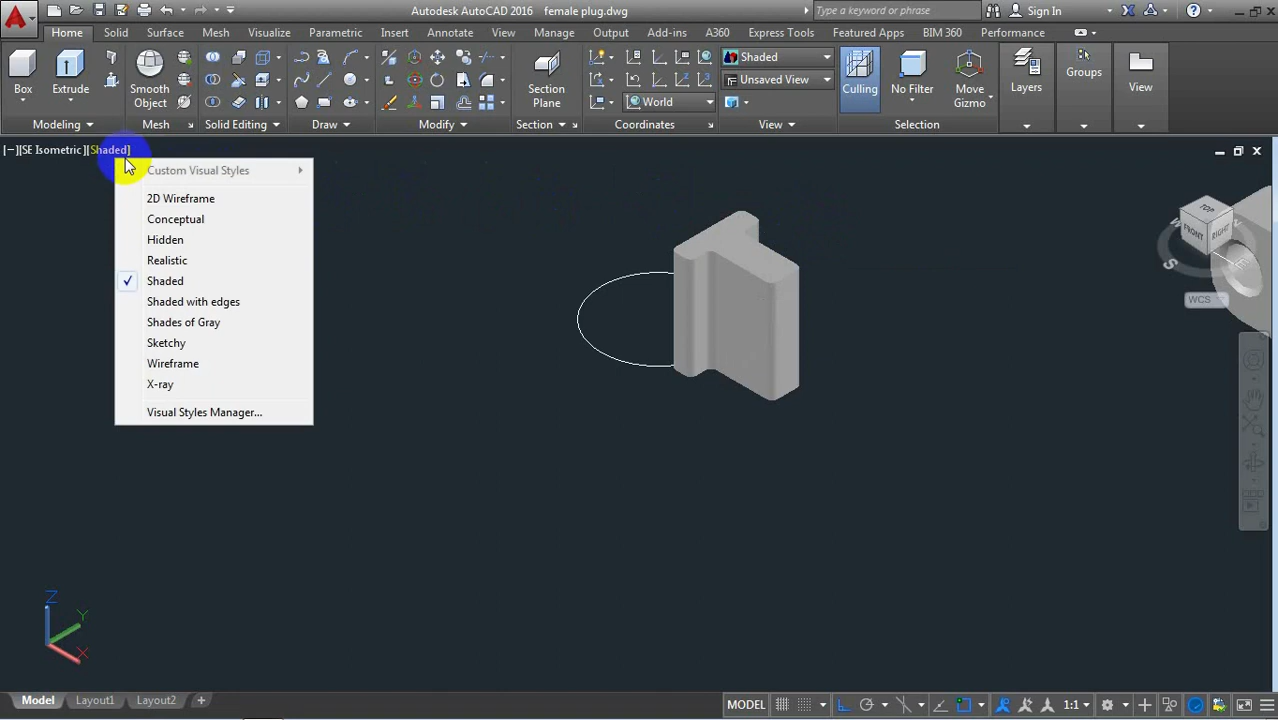 Autodesk AutoCAD 2016 female plug.dwg
Type a keyword or phrase
Sign In
Home Solid Surface Mesh Visualize Parametric Insert Annotate View Manage Output Add-ins A360 Express Tools Featured Apps BIM 360 Performance
Box Extrude Smooth Object Section Plane Culling No Filter Move Gizmo Layers Groups View
Shaded
Unsaved View
World
Modeling Mesh Solid Editing Draw Modify Section Coordinates View Selection
[−][SE Isometric][Shaded]
Custom Visual Styles
2D Wireframe
Conceptual
Hidden
Realistic
Shaded
Shaded with edges
Shades of Gray
Sketchy
Wireframe
X-ray
Visual Styles Manager...
TOP
W
FRONT RIGHT
S
WCS
Z
Y
X
Model Layout1 Layout2 +
MODEL 1:1